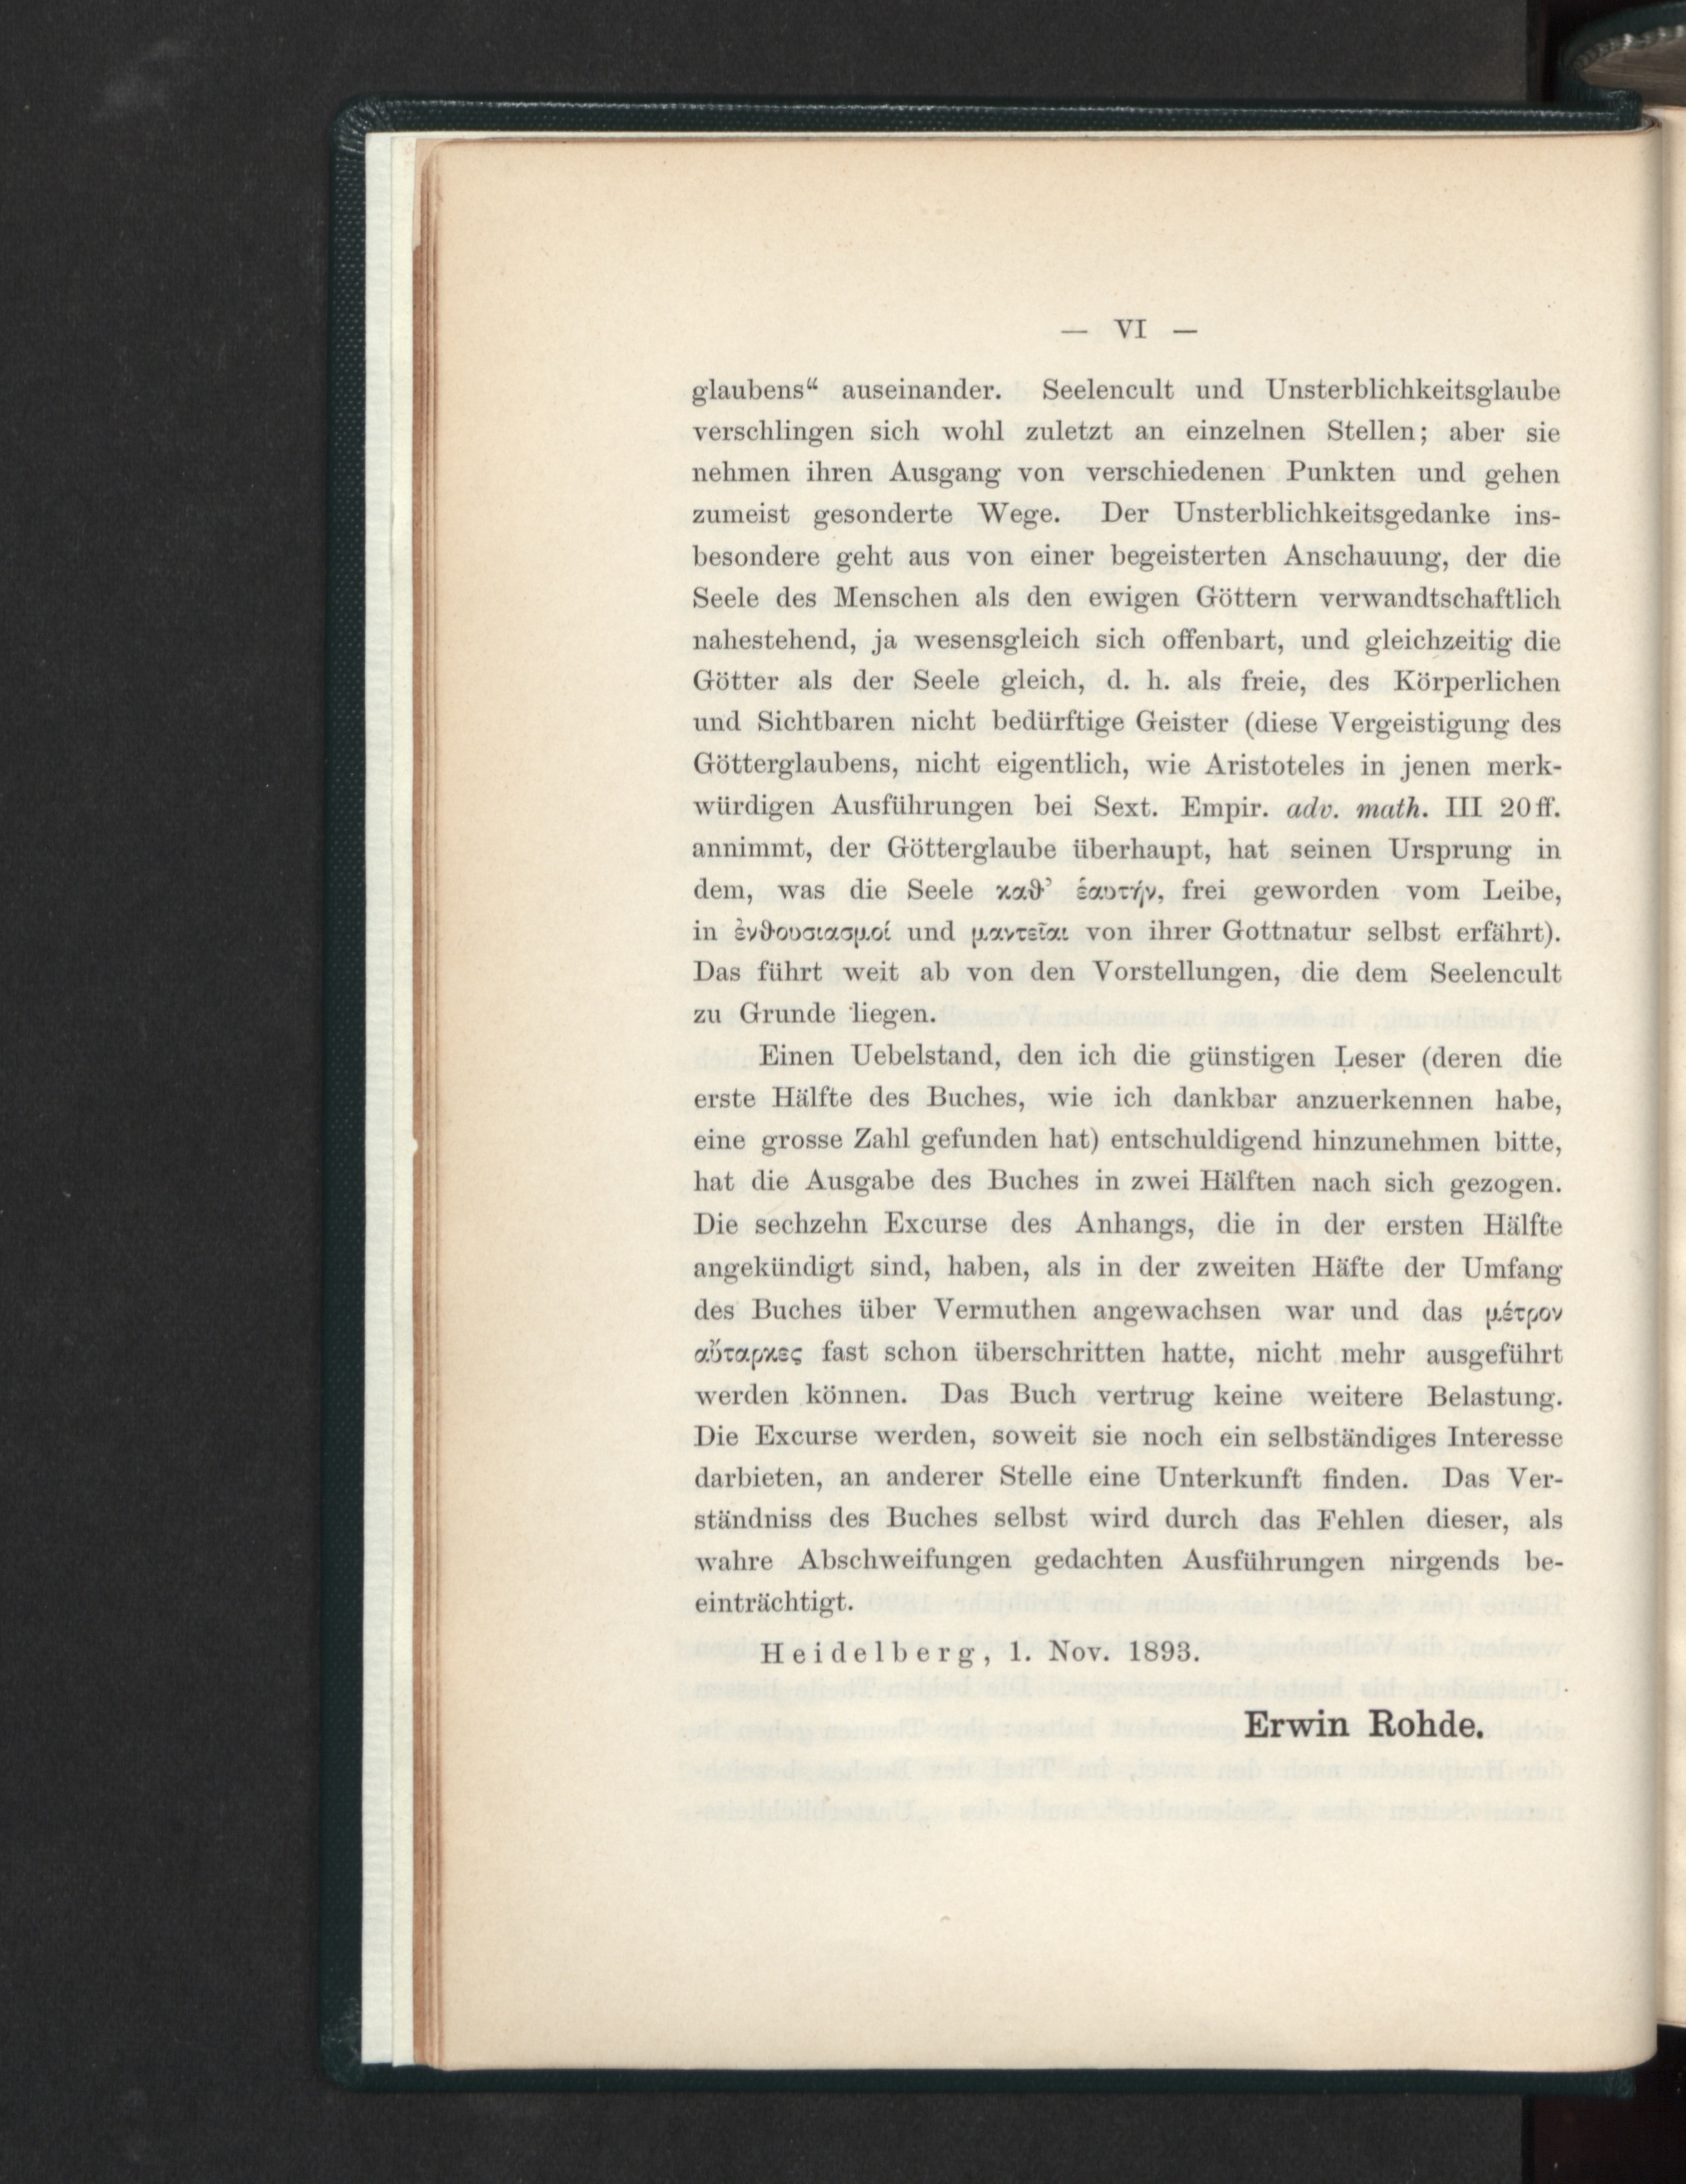 — VI —
glaubens“ auseinander. Seelencult und Unsterblichkeitsglaube
verschlingen sich wohl zuletzt an einzelnen Stellen; aber sie
nehmen ihren Ausgang von verschiedenen Punkten und gehen
zumeist gesonderte Wege. Der Unsterblichkeitsgedanke ins-
besondere geht aus von einer begeisterten Anschauung, der die
Seele des Menschen als den ewigen Göttern verwandtschaftlich
nahestehend, ja wesensgleich sich offenbart, und gleichzeitig die
Götter als der Seele gleich, d. h. als freie, des Körperlichen
und Sichtbaren nicht bedürftige Geister (diese Vergeistigung des
Götterglaubens, nicht eigentlich, wie Aristoteles in jenen merk-
würdigen Ausführungen bei Sext. Empir. adv. math. III 20 ff.
annimmt, der Götterglaube überhaupt, hat seinen Ursprung in
dem, was die Seele καθ’ ἑαυτήν, frei geworden vom Leibe,
in ἐνθουσιασμοί und μαντεῖαι von ihrer Gottnatur selbst erfährt).
Das führt weit ab von den Vorstellungen, die dem Seelencult
zu Grunde liegen.
Einen Uebelstand, den ich die günstigen Leser (deren die
erste Hälfte des Buches, wie ich dankbar anzuerkennen habe,
eine grosse Zahl gefunden hat) entschuldigend hinzunehmen bitte,
hat die Ausgabe des Buches in zwei Hälften nach sich gezogen.
Die sechzehn Excurse des Anhangs, die in der ersten Hälfte
angekündigt sind, haben, als in der zweiten Häfte der Umfang
des Buches über Vermuthen angewachsen war und das μέτρον
αὔταρκες fast schon überschritten hatte, nicht mehr ausgeführt
werden können. Das Buch vertrug keine weitere Belastung.
Die Excurse werden, soweit sie noch ein selbständiges Interesse
darbieten, an anderer Stelle eine Unterkunft finden. Das Ver-
ständniss des Buches selbst wird durch das Fehlen dieser, als
wahre Abschweifungen gedachten Ausführungen nirgends be-
einträchtigt.
Heidelberg, 1. Nov. 1893.
Erwin Rohde.